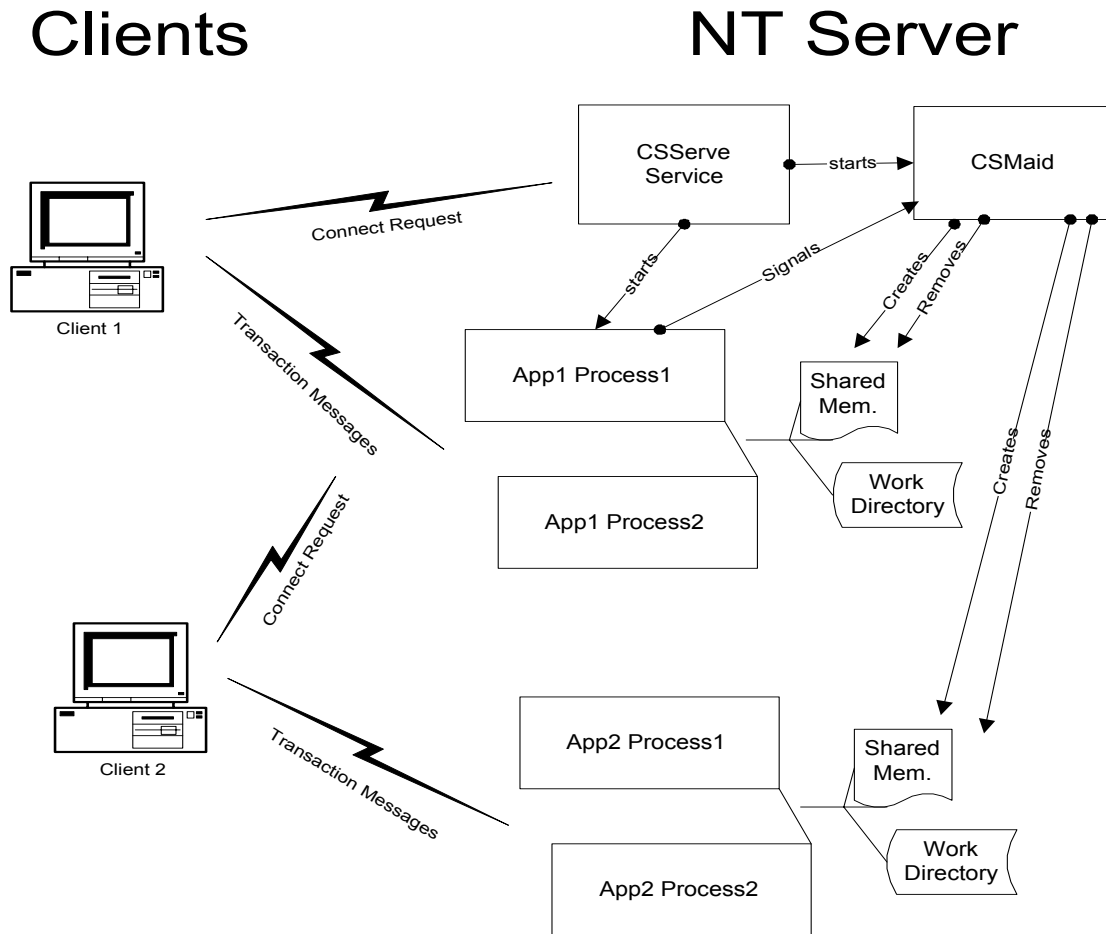 Clients
NT Server
CSServe
Service
starts
CSMaid
Connect Request
Client 1
starts
Signals
Creates
Removes
Transaction Messages
App1 Process1
Shared
Mem.
Work
Directory
App1 Process2
Creates
Removes
Connect Request
Client 2
Transaction Messages
App2 Process1
Shared
Mem.
Work
Directory
App2 Process2